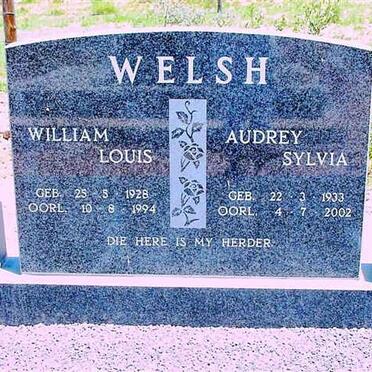 WELSH
WILLIAM LOUIS
GEB. 25 - 8 - 1928
OORL. 10 - 8 - 1994
AUDREY SYLVIA
GEB. 22 - 3 - 1933
OORL. 4 - 7 - 2002
DIE HERE IS MY HERDER.